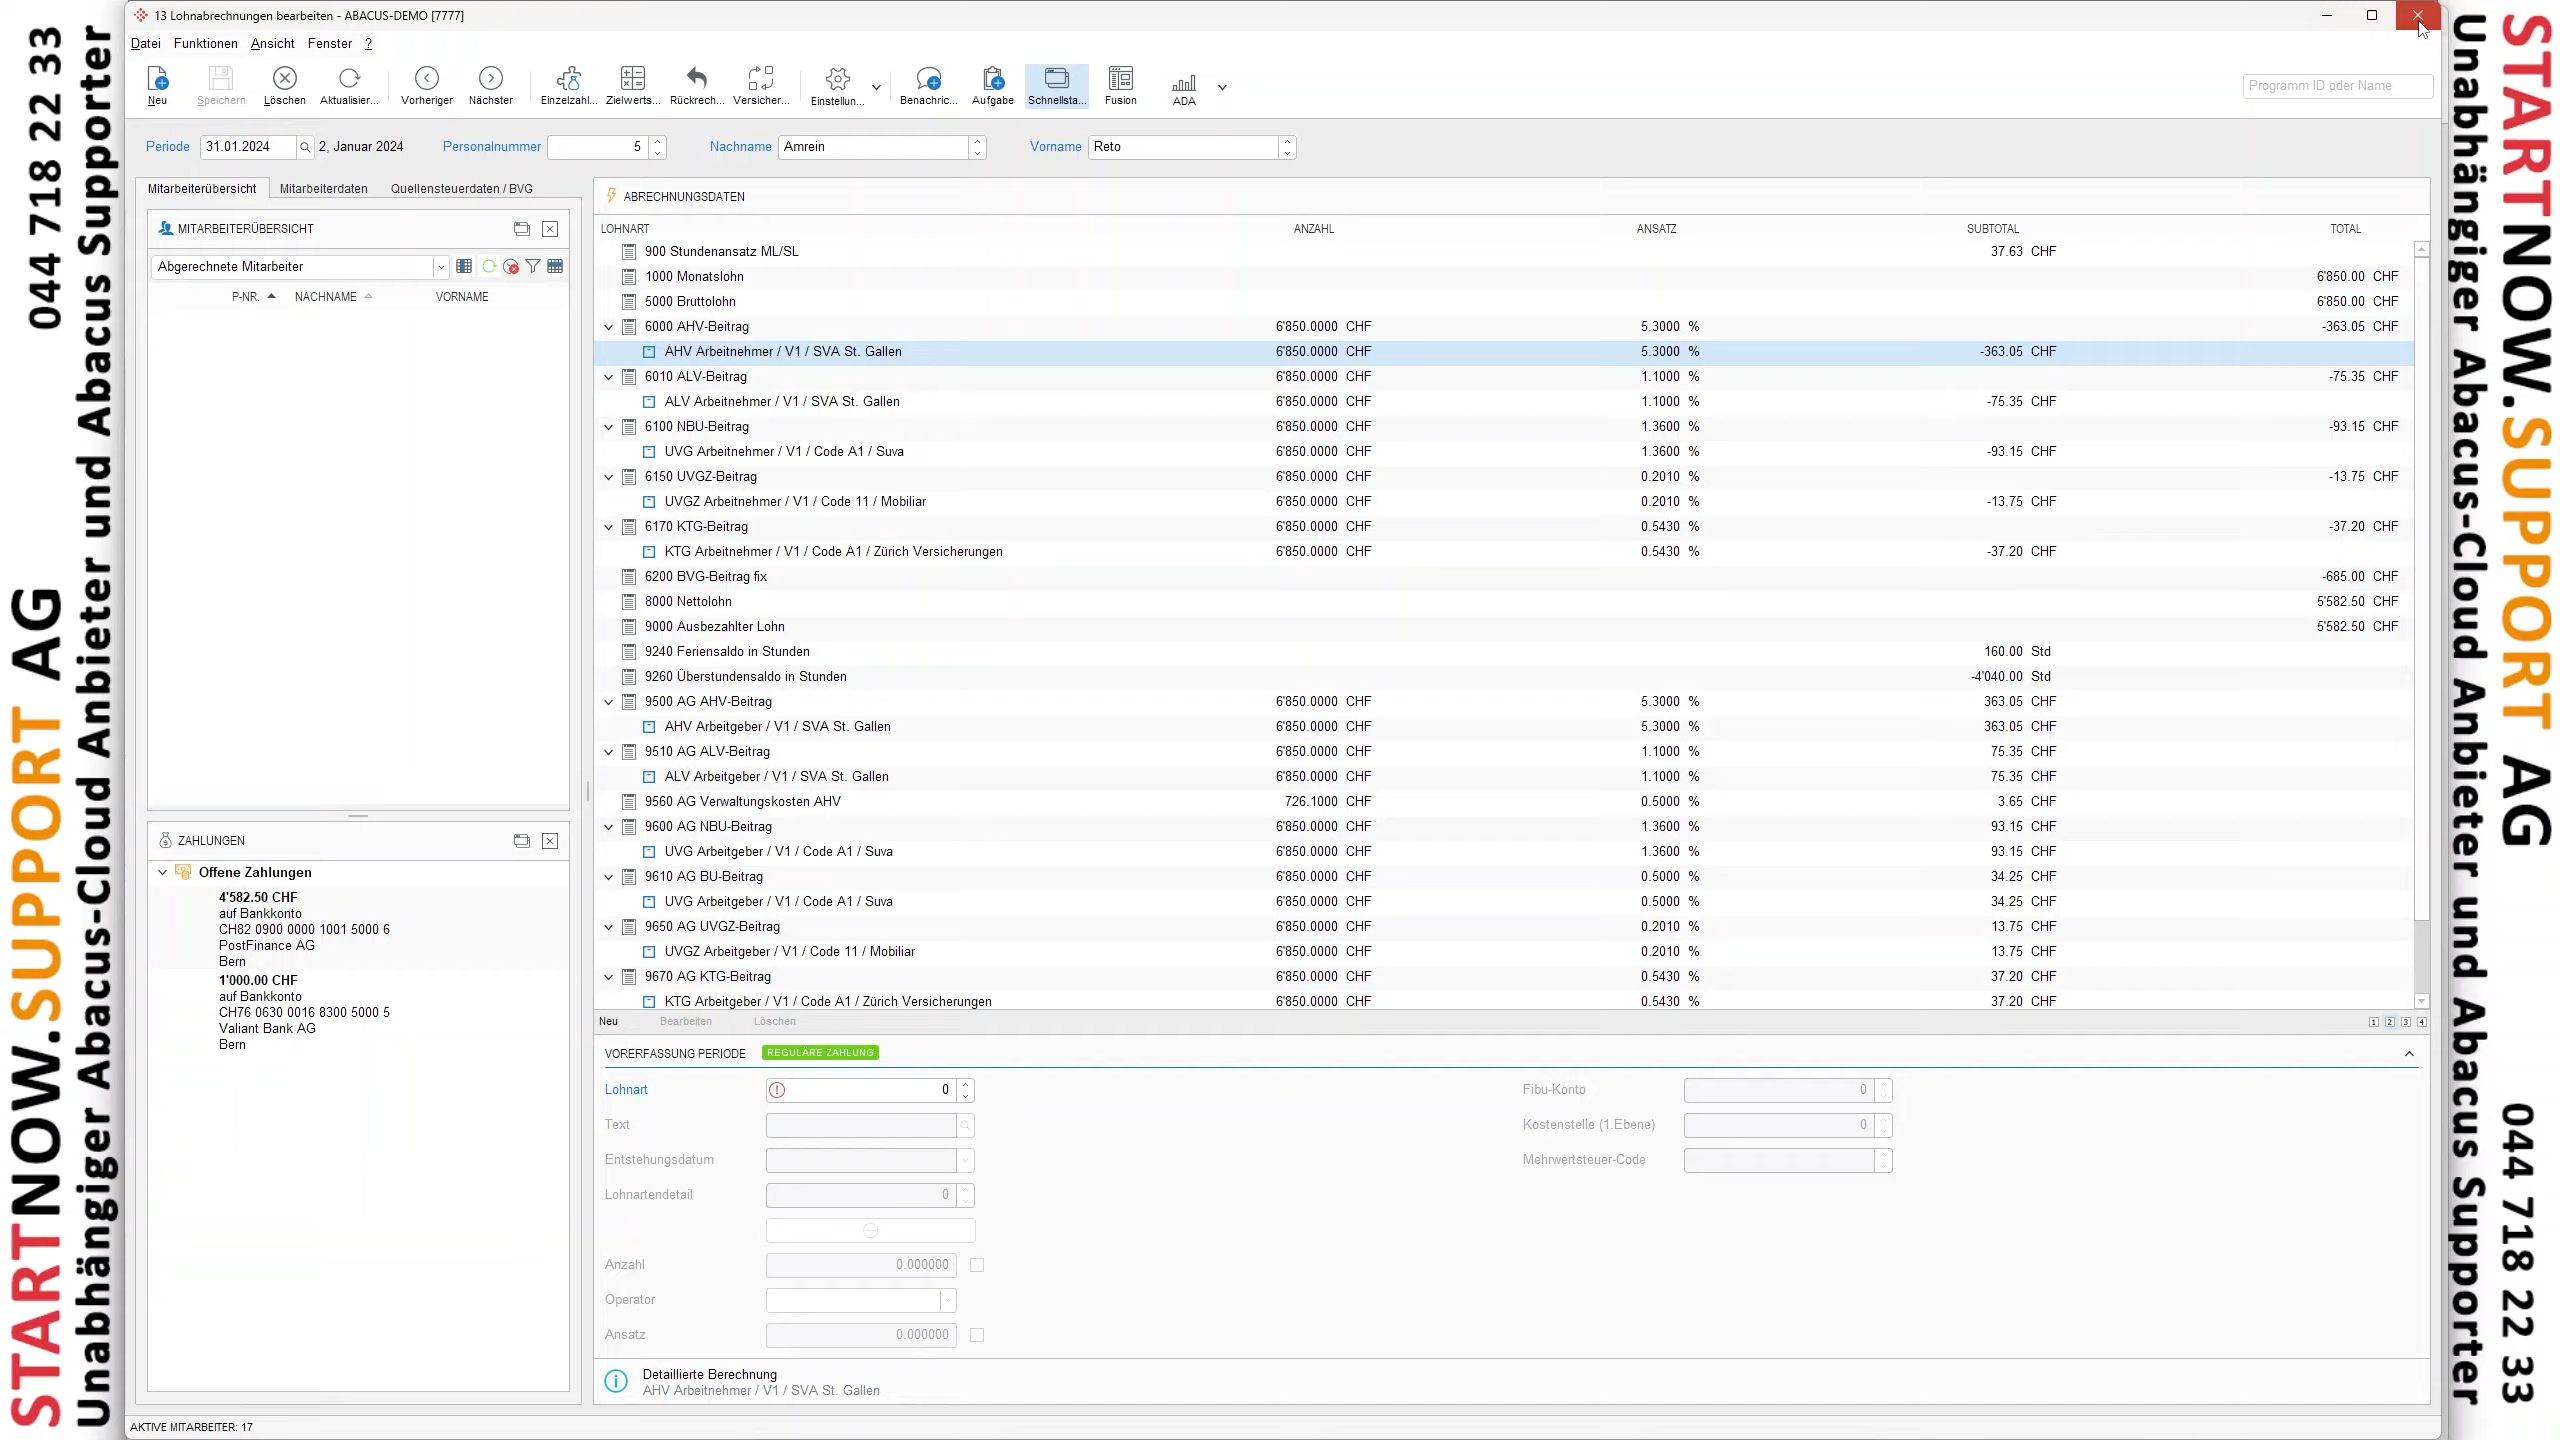 13 Lohnabrechnungen bearbeiten - ABACUS-DEMO [7777]
Datei Funktionen Ansicht Fenster ?
Neu Speichern Löschen Aktualisier... Vorheriger Nächster Einzelzahl... Zielwerts... Rückrech... Versicher... Einstellun... Benachric... Aufgabe Schnellsta... Fusion ADA
Programm ID oder Name
Periode 31.01.2024 2, Januar 2024 Personalnummer 5 Nachname Amrein Vorname Reto
Mitarbeiterübersicht Mitarbeiterdaten Quellensteuerdaten / BVG
MITARBEITERÜBERSICHT
Abgerechnete Mitarbeiter
P-NR. NACHNAME VORNAME
ZAHLUNGEN
Offene Zahlungen
4'582.50 CHF
auf Bankkonto
CH82 0900 0000 1001 5000 6
PostFinance AG
Bern
1'000.00 CHF
auf Bankkonto
CH76 0630 0016 8300 5000 5
Valiant Bank AG
Bern
ABRECHNUNGSDATEN
LOHNART ANZAHL ANSATZ SUBTOTAL TOTAL
900 Stundenansatz ML/SL 37.63 CHF
1000 Monatslohn 6'850.00 CHF
5000 Bruttolohn 6'850.00 CHF
6000 AHV-Beitrag 6'850.0000 CHF 5.3000 % -363.05 CHF
AHV Arbeitnehmer / V1 / SVA St. Gallen 6'850.0000 CHF 5.3000 % -363.05 CHF
6010 ALV-Beitrag 6'850.0000 CHF 1.1000 % -75.35 CHF
ALV Arbeitnehmer / V1 / SVA St. Gallen 6'850.0000 CHF 1.1000 % -75.35 CHF
6100 NBU-Beitrag 6'850.0000 CHF 1.3600 % -93.15 CHF
UVG Arbeitnehmer / V1 / Code A1 / Suva 6'850.0000 CHF 1.3600 % -93.15 CHF
6150 UVGZ-Beitrag 6'850.0000 CHF 0.2010 % -13.75 CHF
UVGZ Arbeitnehmer / V1 / Code 11 / Mobiliar 6'850.0000 CHF 0.2010 % -13.75 CHF
6170 KTG-Beitrag 6'850.0000 CHF 0.5430 % -37.20 CHF
KTG Arbeitnehmer / V1 / Code A1 / Zürich Versicherungen 6'850.0000 CHF 0.5430 % -37.20 CHF
6200 BVG-Beitrag fix -685.00 CHF
8000 Nettolohn 5'582.50 CHF
9000 Ausbezahlter Lohn 5'582.50 CHF
9240 Feriensaldo in Stunden 160.00 Std
9260 Überstundensaldo in Stunden -4'040.00 Std
9500 AG AHV-Beitrag 6'850.0000 CHF 5.3000 % 363.05 CHF
AHV Arbeitgeber / V1 / SVA St. Gallen 6'850.0000 CHF 5.3000 % 363.05 CHF
9510 AG ALV-Beitrag 6'850.0000 CHF 1.1000 % 75.35 CHF
ALV Arbeitgeber / V1 / SVA St. Gallen 6'850.0000 CHF 1.1000 % 75.35 CHF
9560 AG Verwaltungskosten AHV 726.1000 CHF 0.5000 % 3.65 CHF
9600 AG NBU-Beitrag 6'850.0000 CHF 1.3600 % 93.15 CHF
UVG Arbeitgeber / V1 / Code A1 / Suva 6'850.0000 CHF 1.3600 % 93.15 CHF
9610 AG BU-Beitrag 6'850.0000 CHF 0.5000 % 34.25 CHF
UVG Arbeitgeber / V1 / Code A1 / Suva 6'850.0000 CHF 0.5000 % 34.25 CHF
9650 AG UVGZ-Beitrag 6'850.0000 CHF 0.2010 % 13.75 CHF
UVGZ Arbeitgeber / V1 / Code 11 / Mobiliar 6'850.0000 CHF 0.2010 % 13.75 CHF
9670 AG KTG-Beitrag 6'850.0000 CHF 0.5430 % 37.20 CHF
KTG Arbeitgeber / V1 / Code A1 / Zürich Versicherungen 6'850.0000 CHF 0.5430 % 37.20 CHF
Neu Bearbeiten Löschen 1 2 3 4
VORERFASSUNG PERIODE REGULÄRE ZAHLUNG
Lohnart 0 Fibu-Konto 0
Text Kostenstelle (1.Ebene) 0
Entstehungsdatum Mehrwertsteuer-Code
Lohnartendetail 0
Anzahl 0.000000
Operator
Ansatz 0.000000
Detaillierte Berechnung
AHV Arbeitnehmer / V1 / SVA St. Gallen
AKTIVE MITARBEITER: 17
STARTNOW.SUPPORT AG 044 718 22 33
Unabhängiger Abacus-Cloud Anbieter und Abacus Supporter
STARTNOW.SUPPORT AG 044 718 22 33
Unabhängiger Abacus-Cloud Anbieter und Abacus Supporter